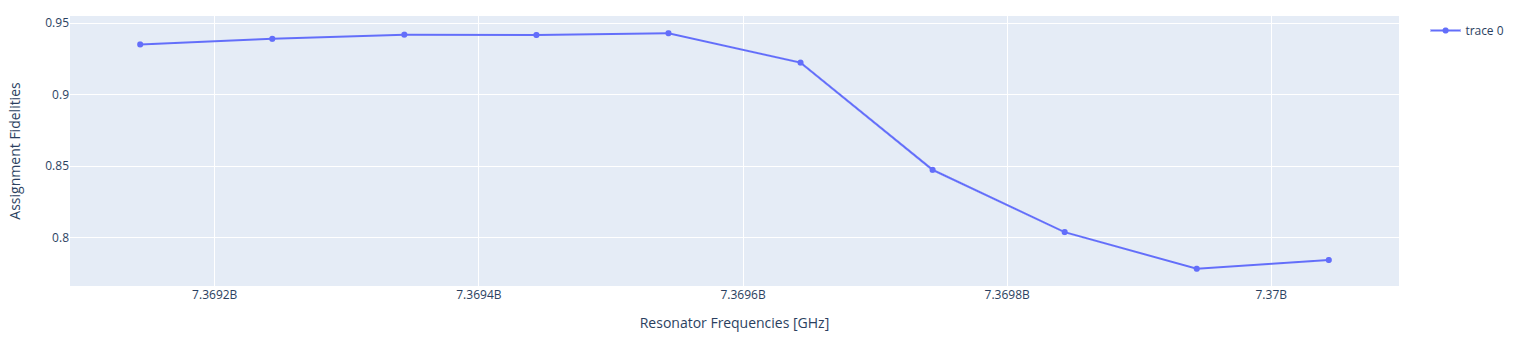 0.95
0.9
0.85
0.8
Assignment Fidelities
7.3692B
7.3694B
7.3696B
7.3698B
7.37B
Resonator Frequencies [GHz]
trace 0